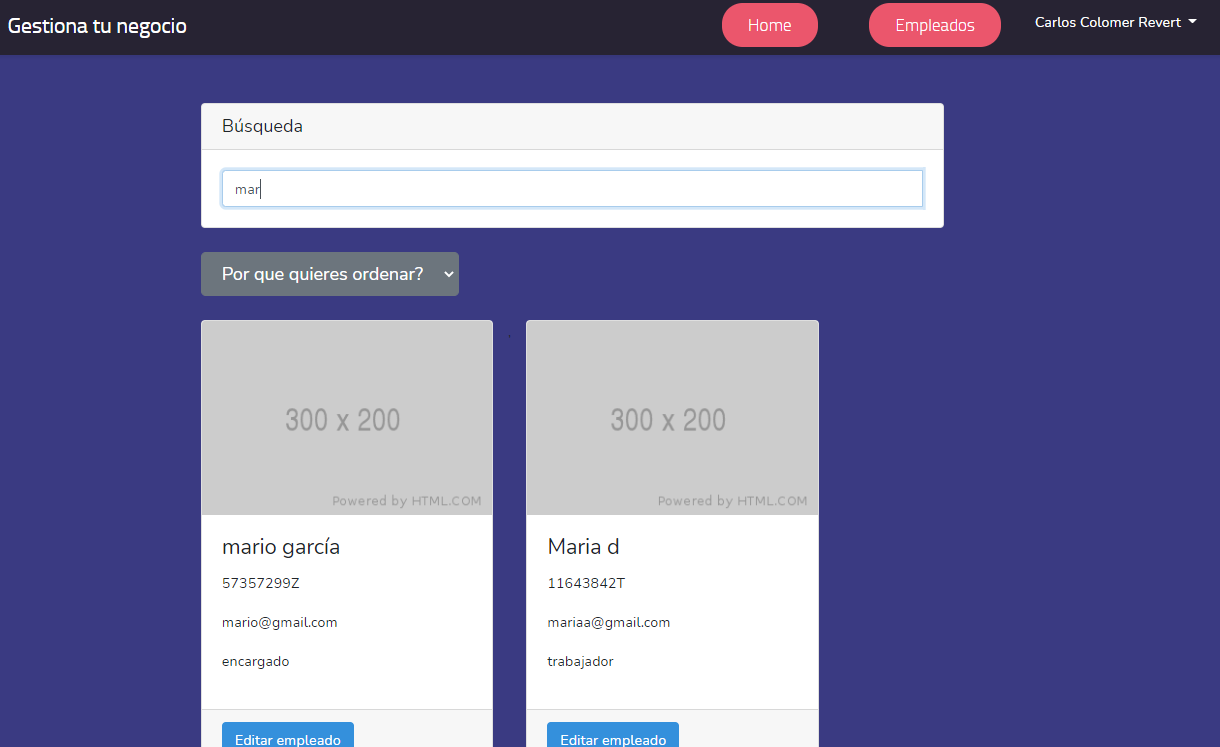 Gestiona tu negocio
Home
Empleados
Carlos Colomer Revert
Búsqueda
mar
Por que quieres ordenar?
300 x 200
Powered by HTML.COM
mario garcía
57357299Z
mario@gmail.com
encargado
Editar empleado
300 x 200
Powered by HTML.COM
Maria d
11643842T
mariaa@gmail.com
trabajador
Editar empleado